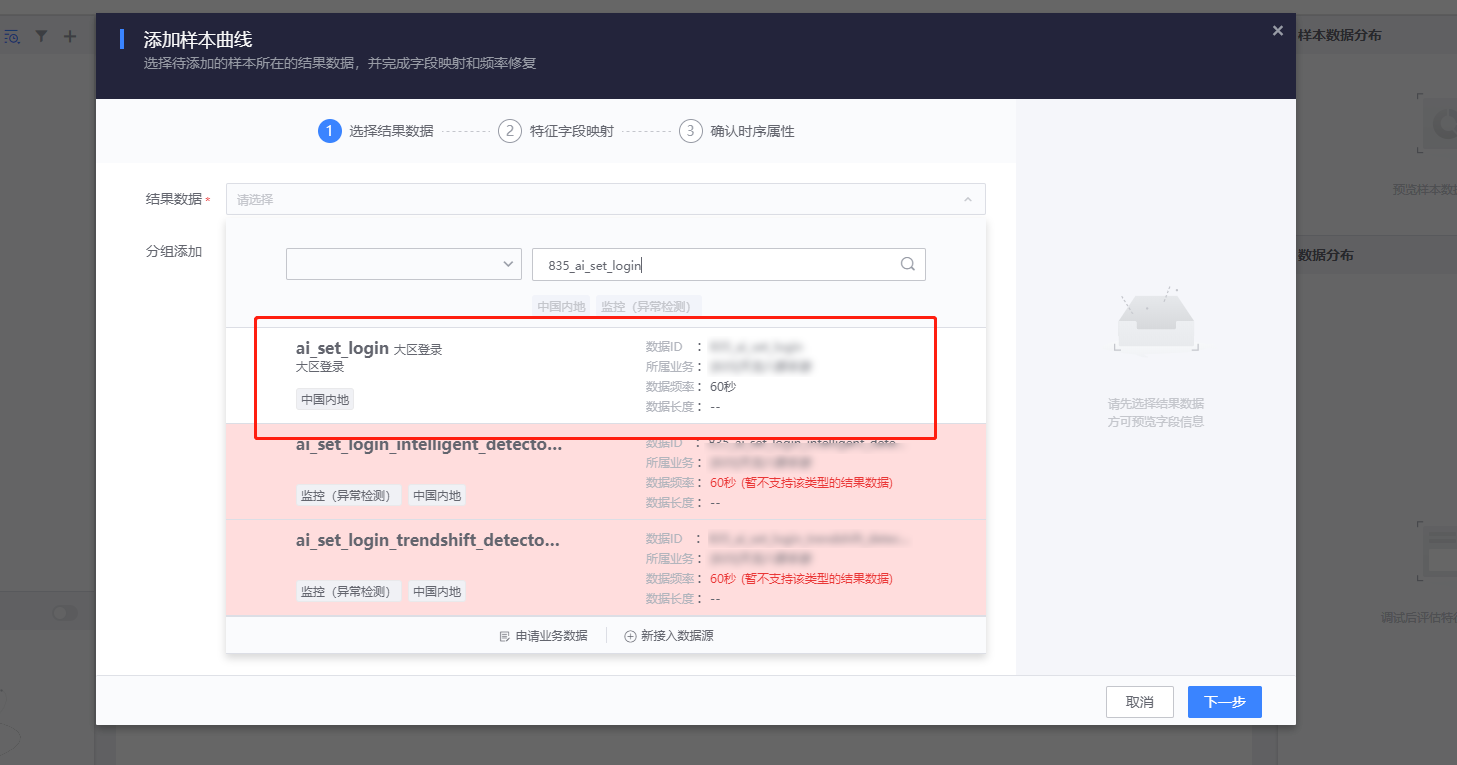 添加样本曲线
选择待添加的样本所在的结果数据，并完成字段映射和频率修复
×
1 选择结果数据 2 特征字段映射 3 确认时序属性
结果数据 *
请选择
分组添加
835_ai_set_login
中国内地 监控（异常检测）
ai_set_login 大区登录
大区登录
中国内地
数据ID ：
所属业务：
数据频率： 60秒
数据长度： --
ai_set_login_intelligent_detecto...
监控（异常检测） 中国内地
数据ID ： 835_ai_set_login_intelligent_dete...
所属业务：
数据频率： 60秒 (暂不支持该类型的结果数据)
数据长度： --
ai_set_login_trendshift_detecto...
监控（异常检测） 中国内地
数据ID ：
所属业务：
数据频率： 60秒 (暂不支持该类型的结果数据)
数据长度： --
申请业务数据 新接入数据源
请先选择结果数据
方可预览字段信息
取消 下一步
样本数据分布
预览样本数
数据分布
调试后评估特